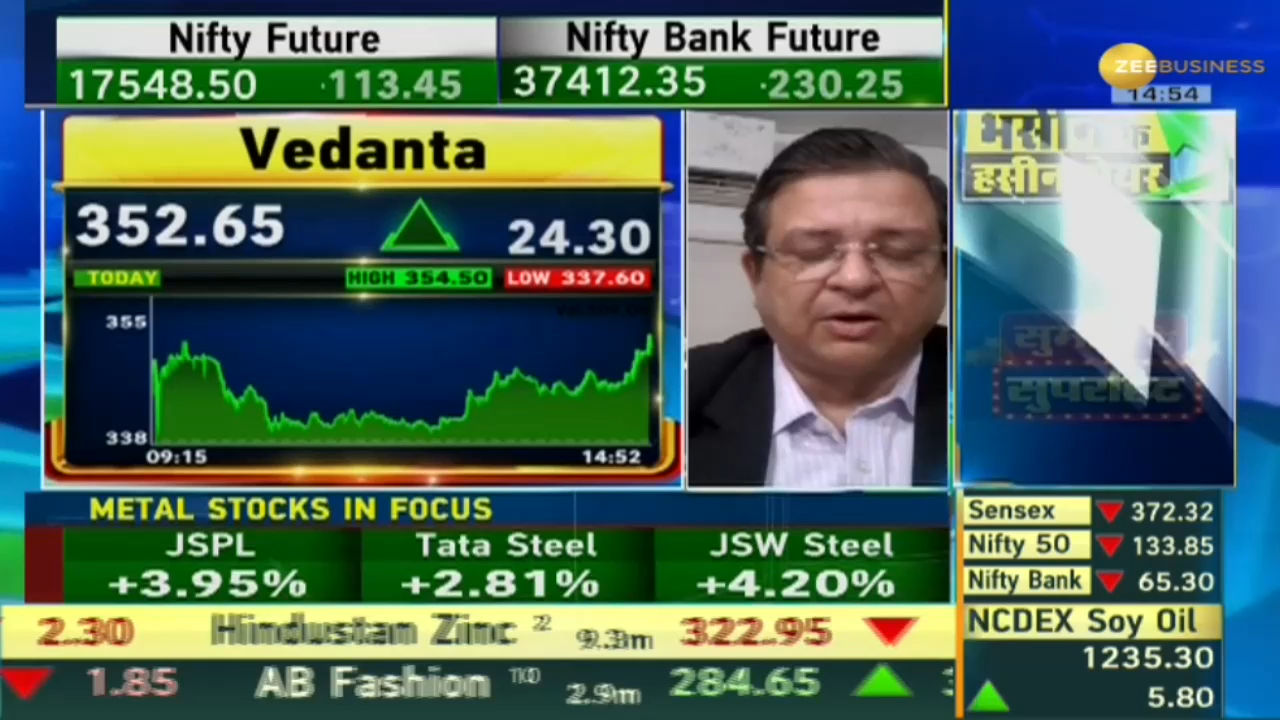 Nifty Future
17548.50 -113.45
Nifty Bank Future
37412.35 -230.25
ZEEBUSINESS
14:54
Vedanta
352.65 24.30
TODAY HIGH 354.50 LOW 337.60
355
338
09:15 14:52
हसीन
METAL STOCKS IN FOCUS
JSPL Tata Steel JSW Steel
+3.95% +2.81% +4.20%
Sensex 372.32
Nifty 50 133.85
Nifty Bank 65.30
NCDEX Soy Oil
1235.30
5.80
2.30 Hindustan Zinc 322.95
1.85 AB Fashion 2.9m 284.65